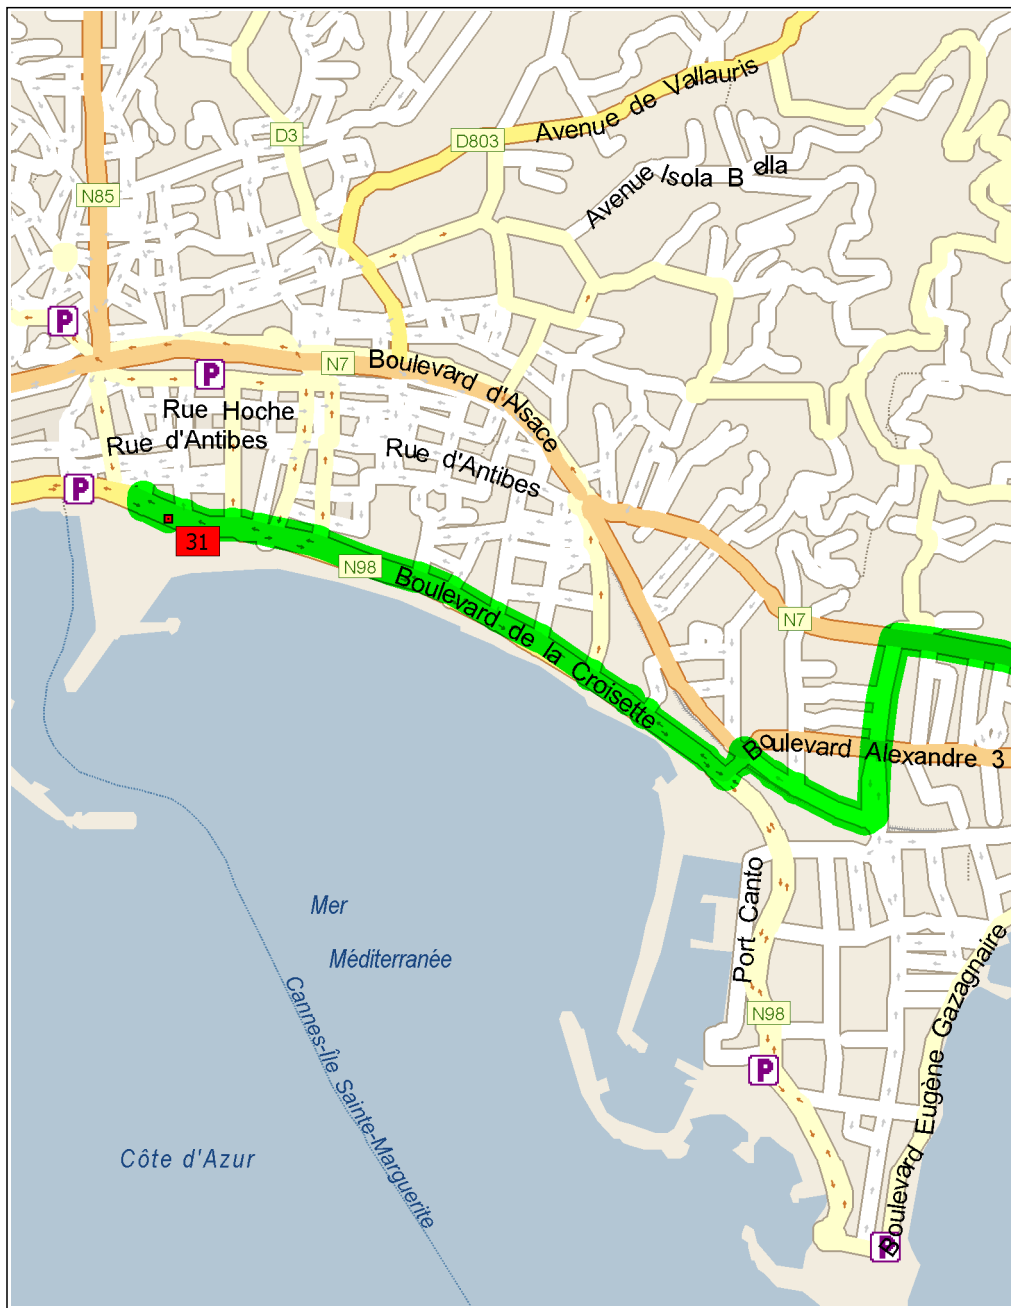 Avenue de Vallauris
D3
D803
Avenue Isola Bella
N85
P
N7
Boulevard d'Alsace
P
Rue Hoche
Rue d'Antibes
Rue d'Antibes
P
31
N98
Boulevard de la Croisette
N7
Boulevard Alexandre 3
Port Canto
Mer
Méditerranée
Boulevard Eugène Gazagnaire
Cannes-Île Sainte-Marguerite
N98
P
Côte d'Azur
P